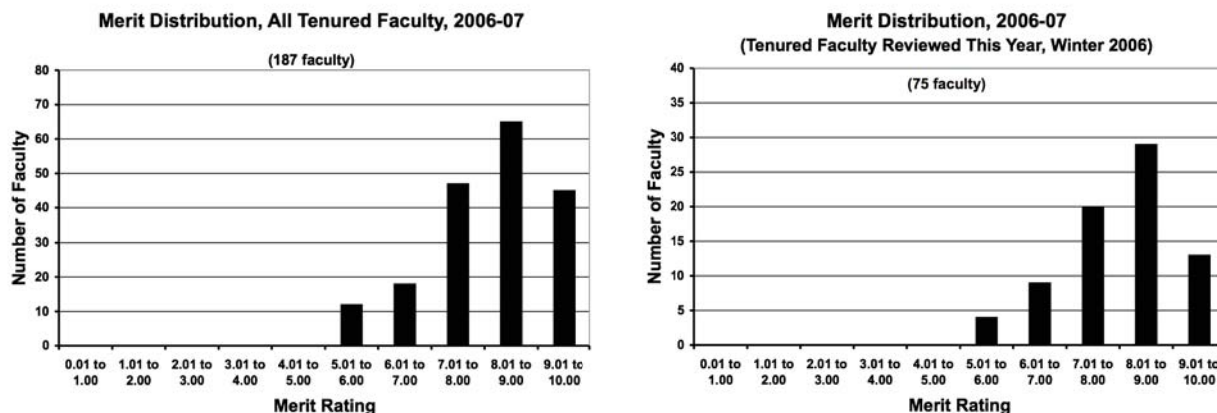 Merit Distribution, All Tenured Faculty, 2006-07
(187 faculty)
Number of Faculty
80
70
60
50
40
30
20
10
0
0.01 to 1.01 to 2.01 to 3.01 to 4.01 to 5.01 to 6.01 to 7.01 to 8.01 to 9.01 to
1.00 2.00 3.00 4.00 5.00 6.00 7.00 8.00 9.00 10.00
Merit Rating
Merit Distribution, 2006-07
(Tenured Faculty Reviewed This Year, Winter 2006)
(75 faculty)
Number of Faculty
40
35
30
25
20
15
10
5
0
0.01 to 1.01 to 2.01 to 3.01 to 4.01 to 5.01 to 6.01 to 7.01 to 8.01 to 9.01 to
1.00 2.00 3.00 4.00 5.00 6.00 7.00 8.00 9.00 10.00
Merit Rating